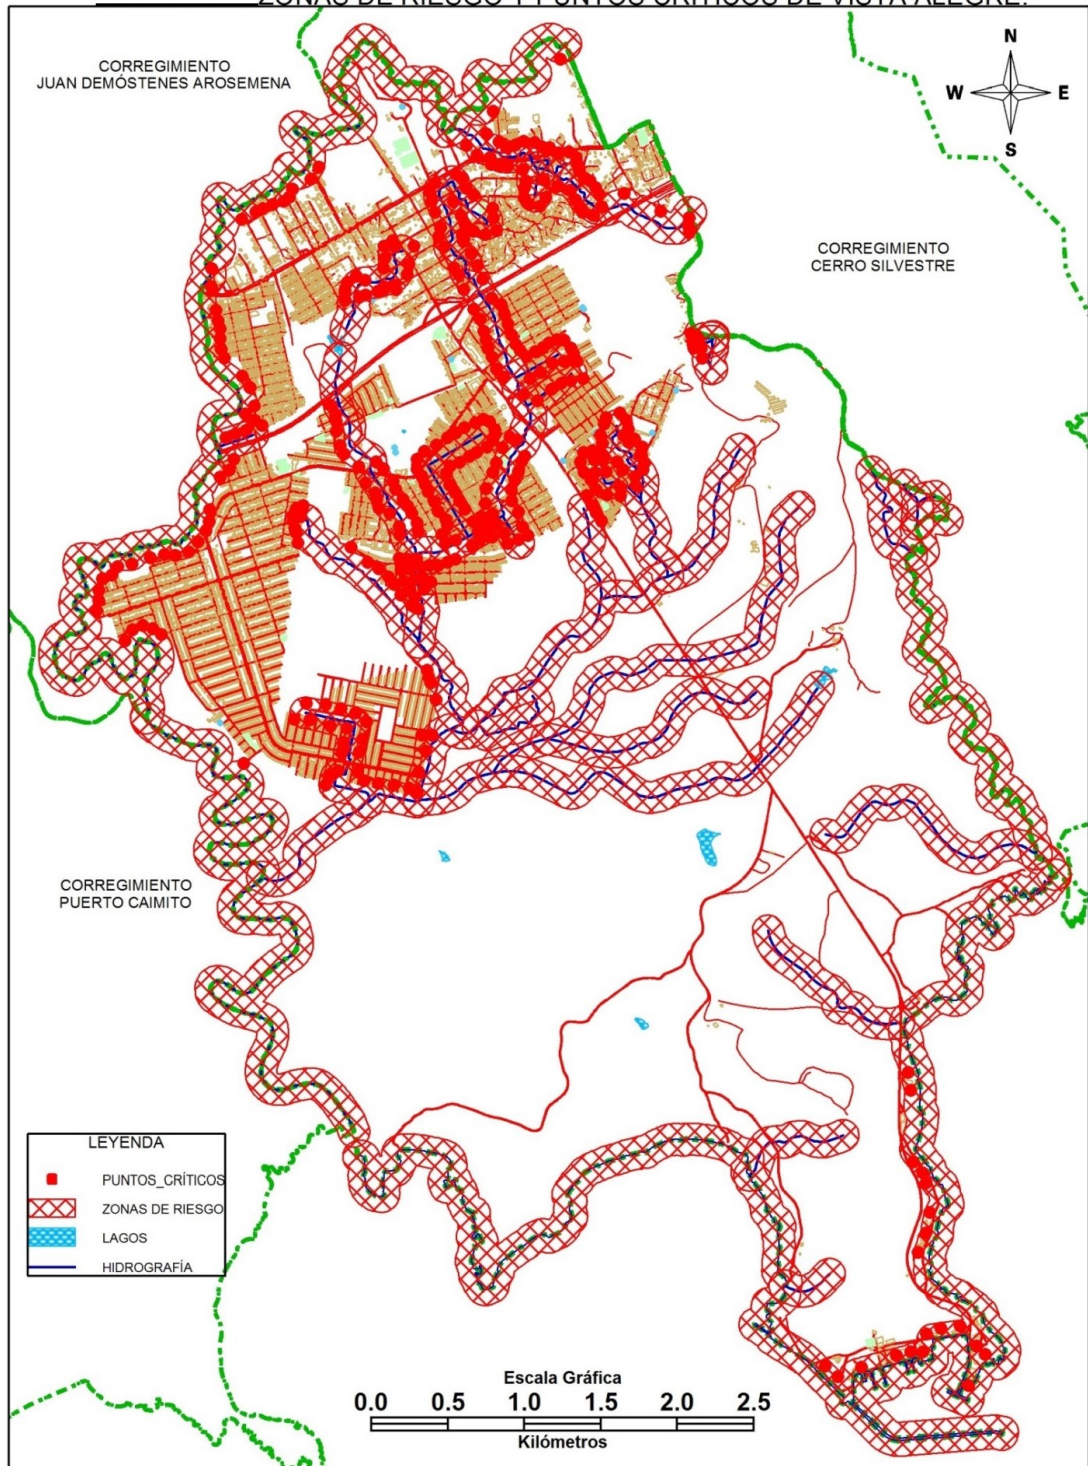 ZONAS DE RIESGO Y PUNTOS CRÍTICOS DE VISTA ALEGRE.
CORREGIMIENTO
JUAN DEMÓSTENES AROSEMENA
N
W E
S
CORREGIMIENTO
CERRO SILVESTRE
CORREGIMIENTO
PUERTO CAIMITO
LEYENDA
PUNTOS_CRÍTICOS
ZONAS DE RIESGO
LAGOS
HIDROGRAFÍA
Escala Gráfica
0.0 0.5 1.0 1.5 2.0 2.5
Kilómetros